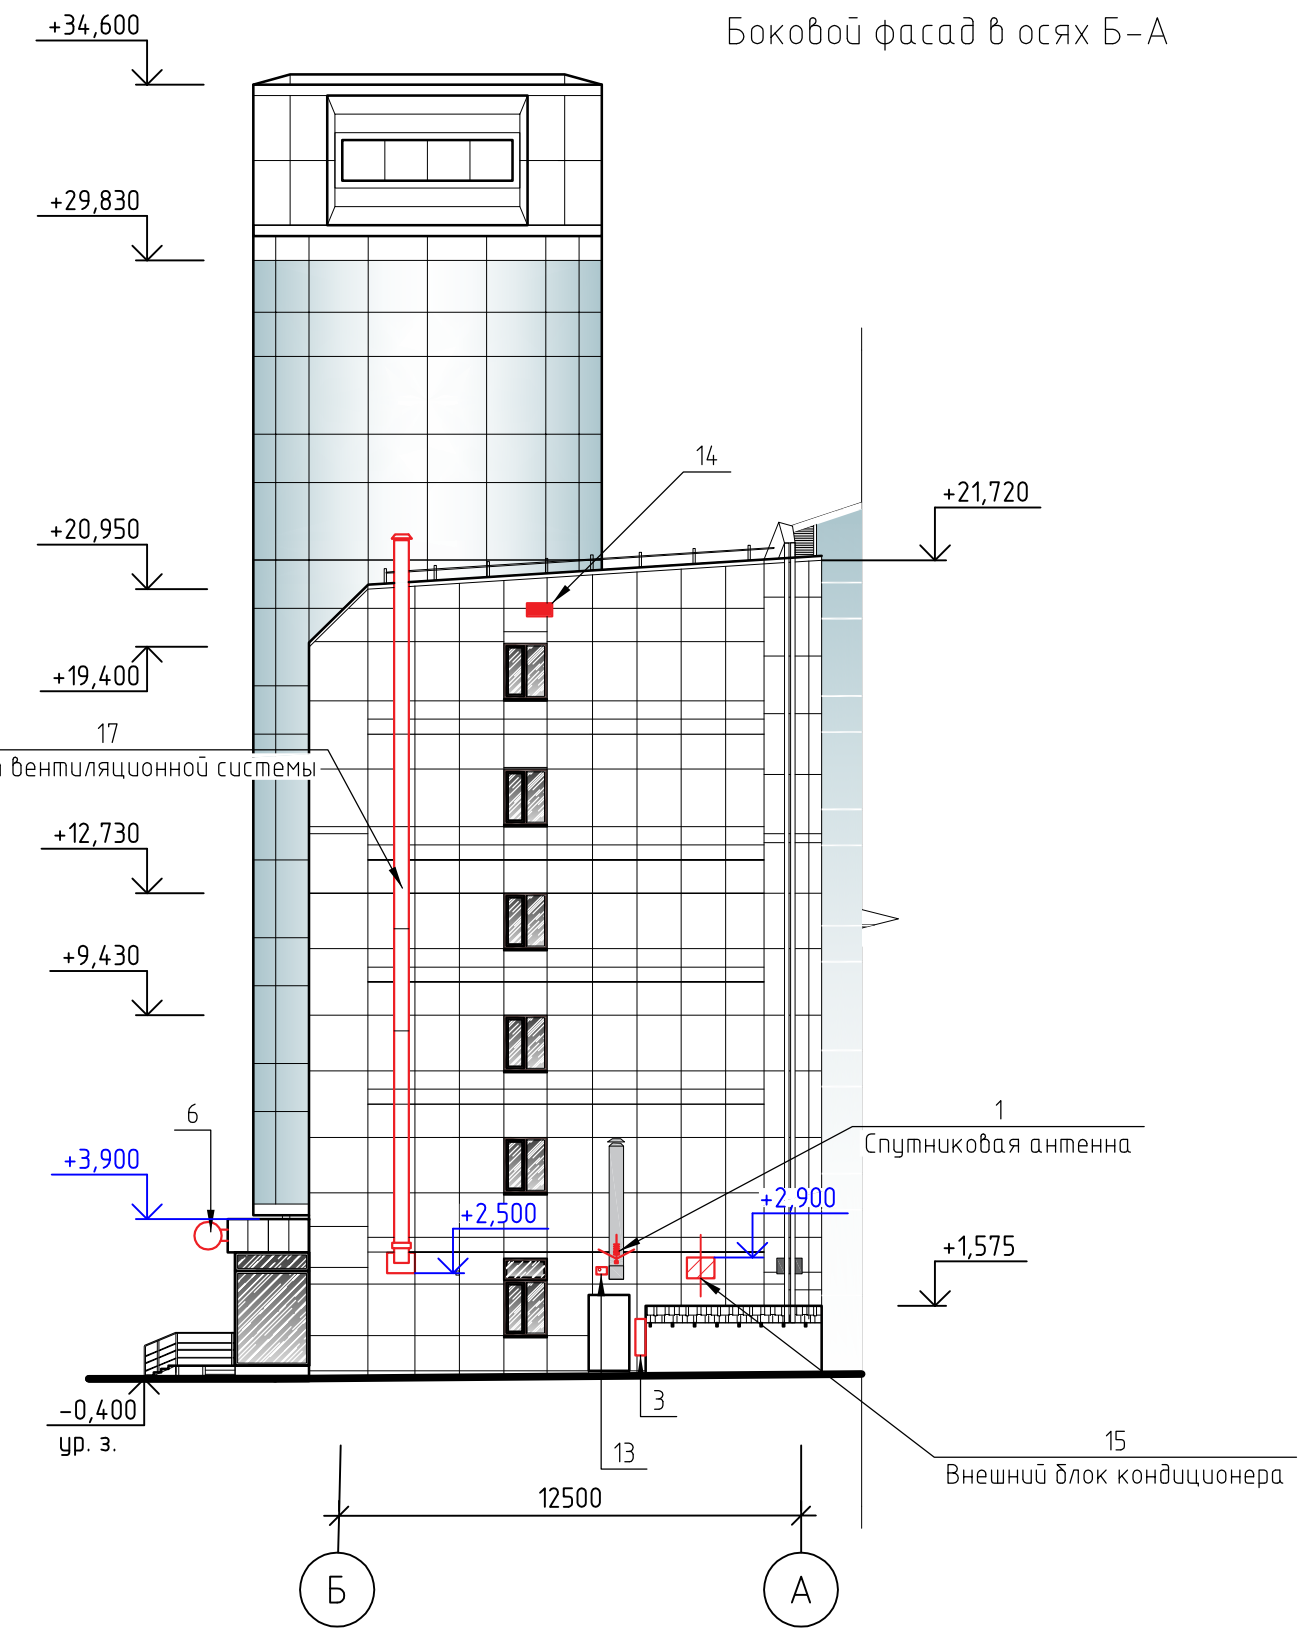 Боковой фасад в осях Б-А
+34,600
+29,830
14
+21,720
+20,950
+19,400
17
вентиляционной системы
+12,730
+9,430
6
1
Спутниковая антенна
+3,900
+2,900
+2,500
+1,575
3
-0,400
ур. з.
13
15
Внешний блок кондиционера
12500
Б
А